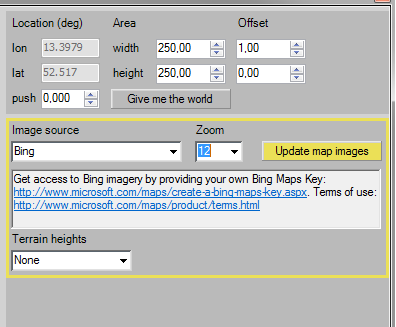 Location (deg) Area Offset
lon 13.3979 width 250,00 1,00
lat 52.517 height 250,00 0,00
push 0,000 Give me the world
Image source Zoom
Bing 12 Update map images
Get access to Bing imagery by providing your own Bing Maps Key:
http://www.microsoft.com/maps/create-a-bing-maps-key.aspx. Terms of use:
http://www.microsoft.com/maps/product/terms.html
Terrain heights
None